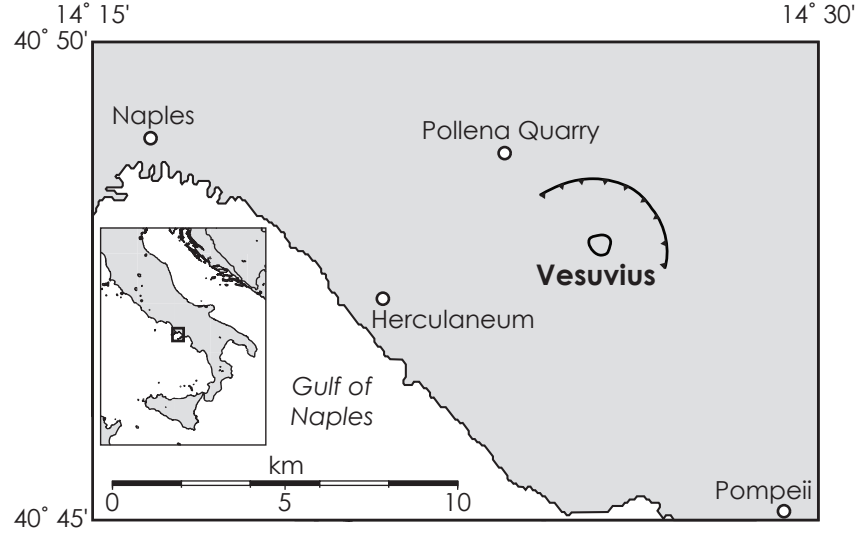 14˚ 15'
14˚ 30'
40˚ 50'
Naples
Pollena Quarry
Vesuvius
Herculaneum
Gulf of
Naples
km
0 5 10
Pompeii
40˚ 45'